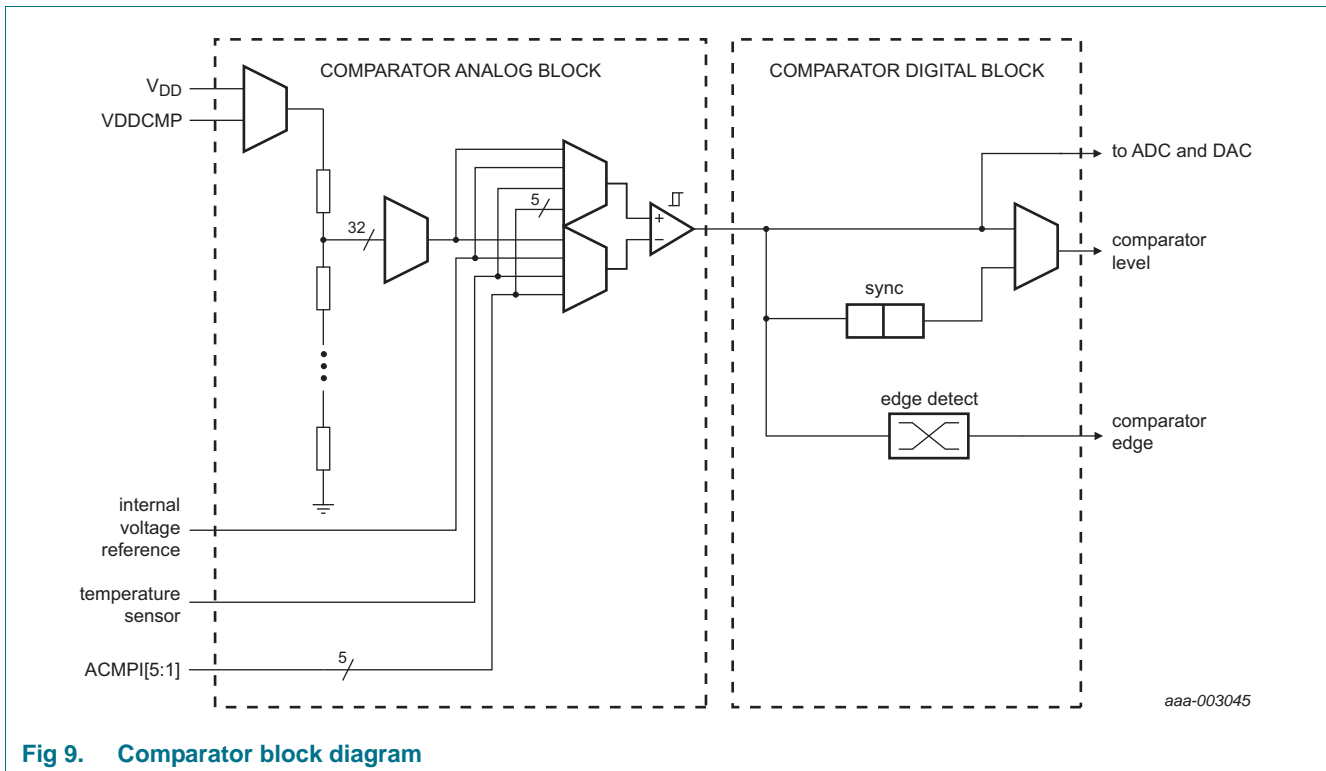 COMPARATOR ANALOG BLOCK
COMPARATOR DIGITAL BLOCK
VDD
VDDCMP
32
5
+
−
to ADC and DAC
comparator
level
sync
edge detect
comparator
edge
internal
voltage
reference
temperature
sensor
ACMPI[5:1]
5
aaa-003045
Fig 9. Comparator block diagram